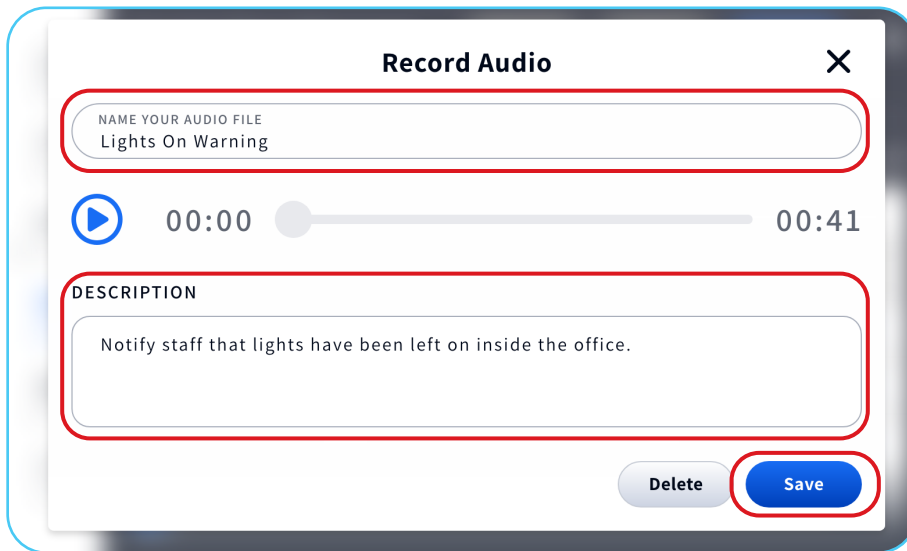 Record Audio
NAME YOUR AUDIO FILE
Lights On Warning
00:00 00:41
DESCRIPTION
Notify staff that lights have been left on inside the office.
Delete Save